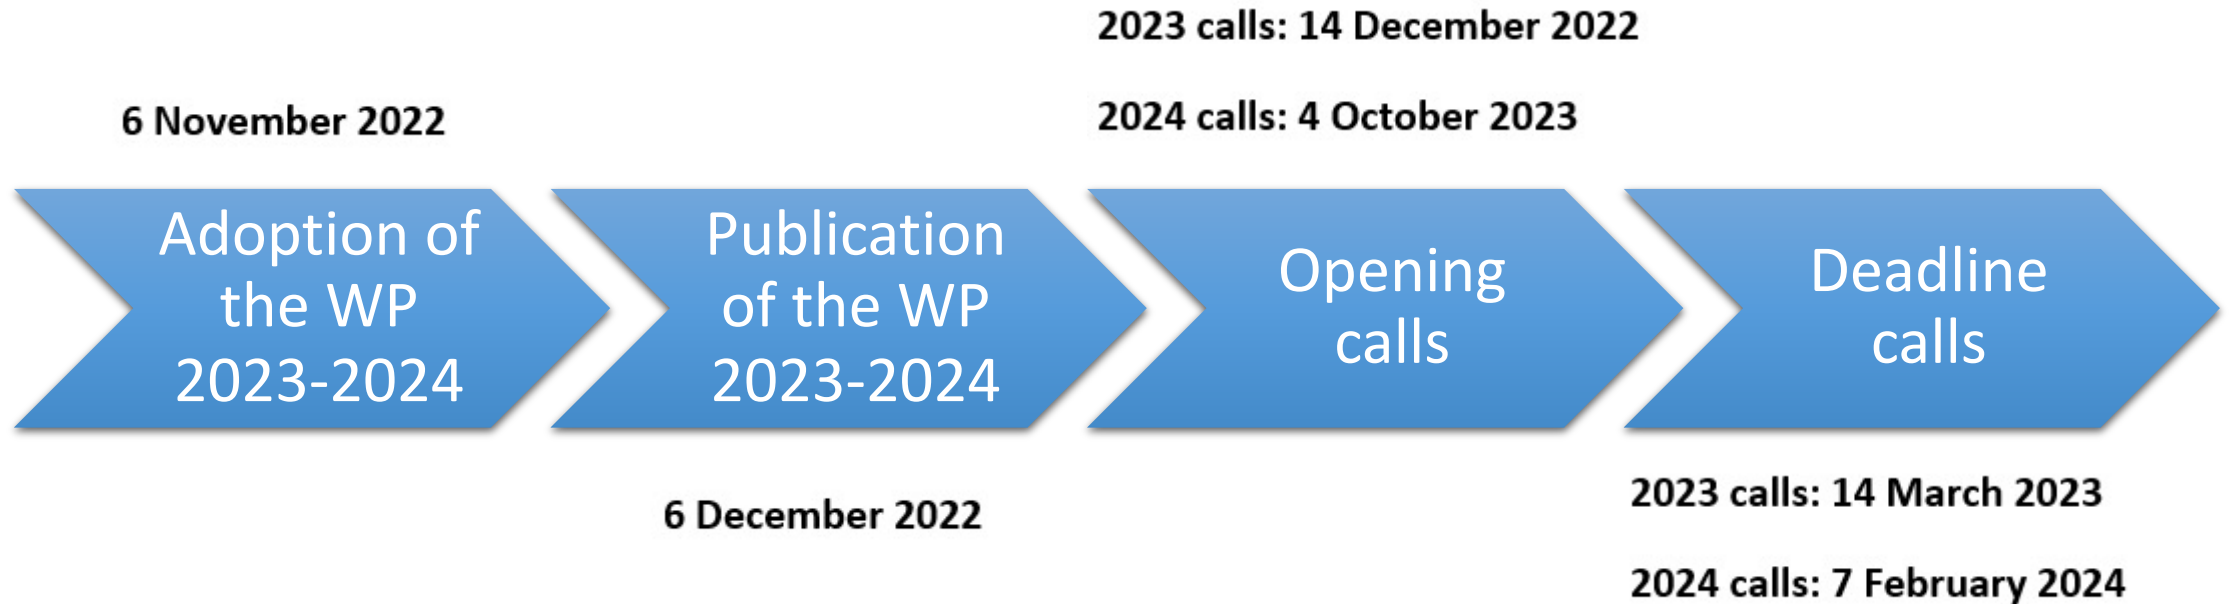 2023 calls: 14 December 2022
2024 calls: 4 October 2023
6 November 2022
Adoption of
the WP
2023-2024
Publication
of the WP
2023-2024
Opening
calls
Deadline
calls
6 December 2022
2023 calls: 14 March 2023
2024 calls: 7 February 2024